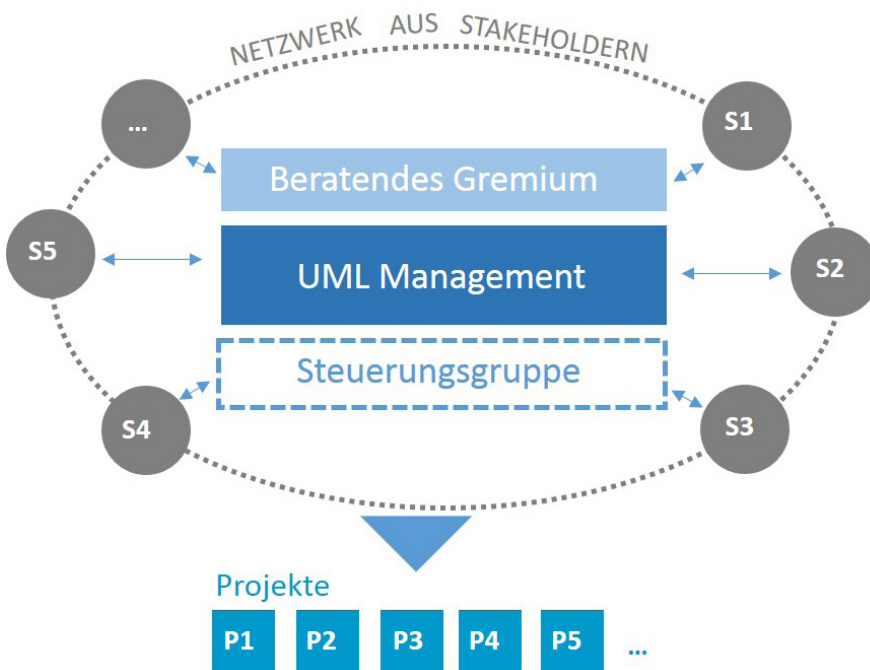 NETZWERK AUS STAKEHOLDERN
...
S1
Beratendes Gremium
S5
UML Management
S2
Steuerungsgruppe
S4
S3
Projekte
P1 P2 P3 P4 P5 ...